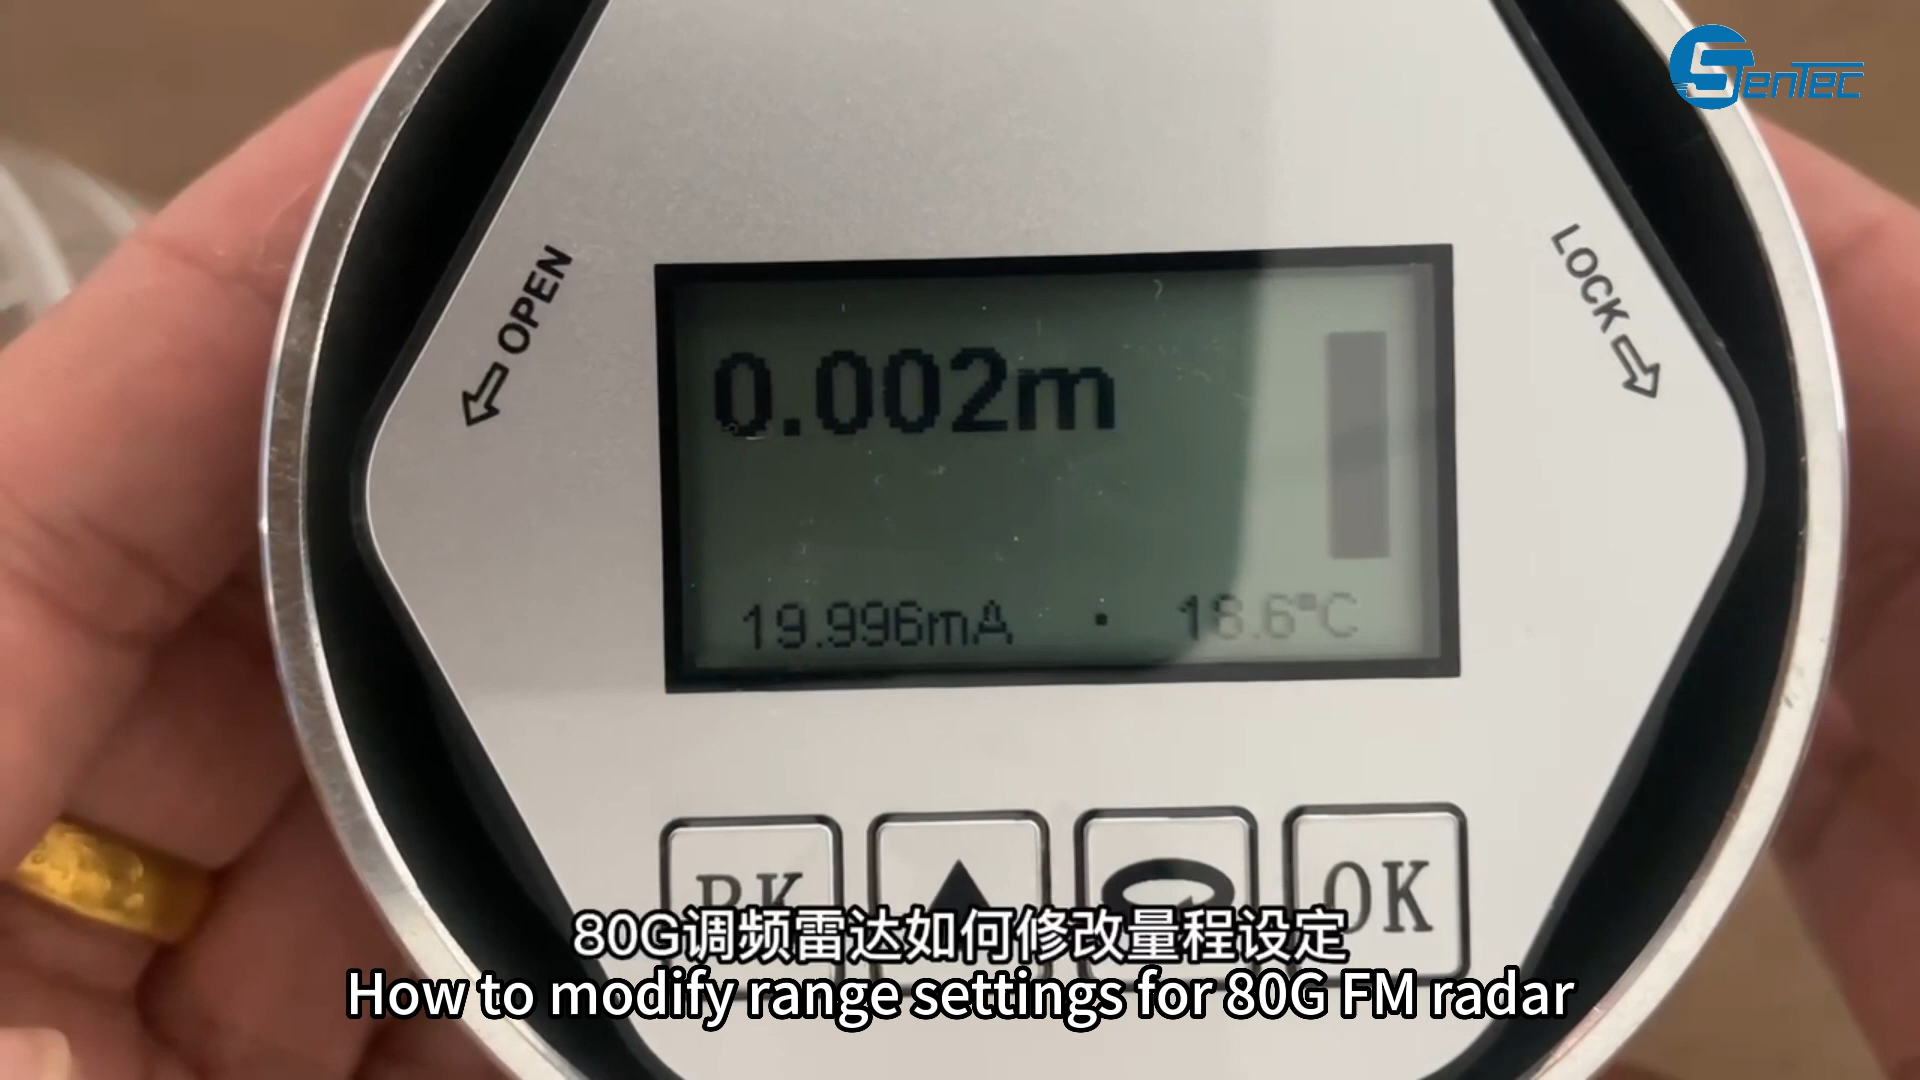 SenTec
OPEN
LOCK
0.002m
19.996mA
18.6°C
BK
OK
80G调频雷达如何修改量程设定
How to modify range settings for 80G FM radar